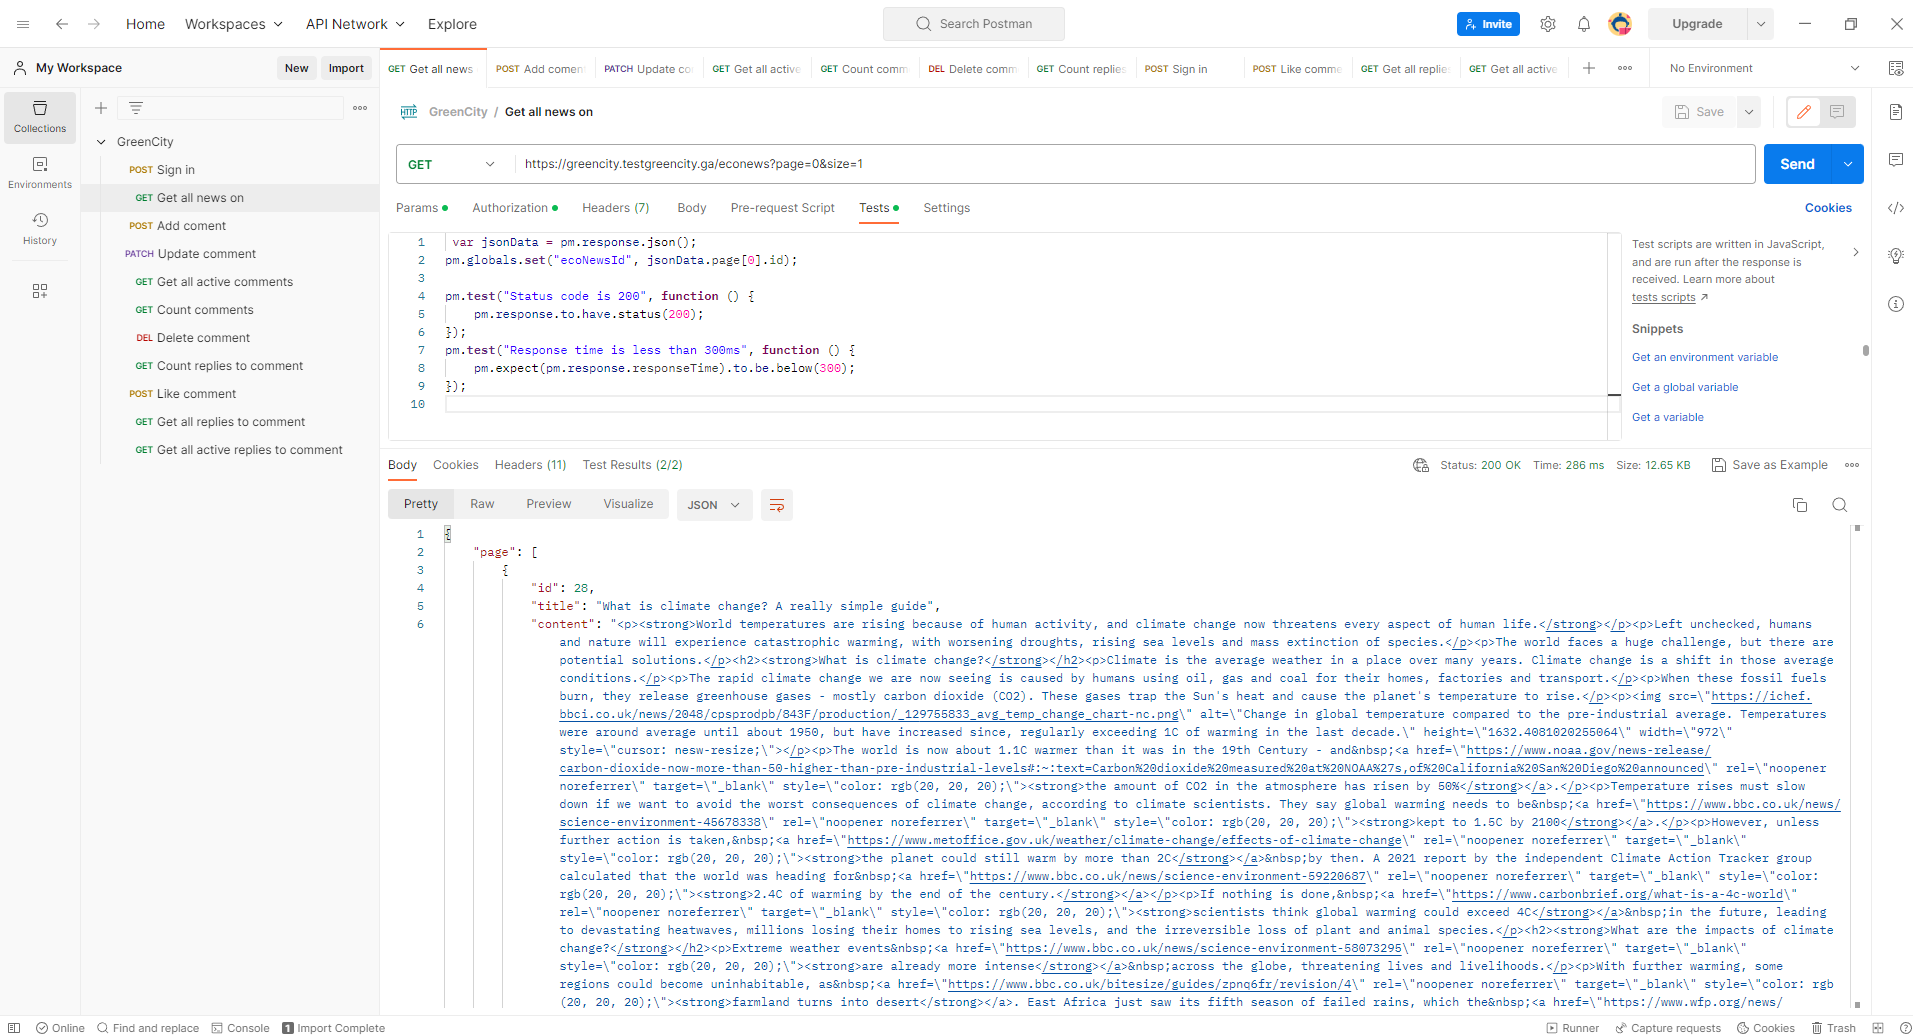 Home Workspaces API Network Explore Search Postman Invite Upgrade
My Workspace New Import
GET Get all news POST Add comen PATCH Update co GET Get all active GET Count comm DEL Delete comm GET Count replies POST Sign in POST Like comme GET Get all replie GET Get all active No Environment
Collections
Environments
History
GreenCity
POST Sign in
GET Get all news on
POST Add coment
PATCH Update comment
GET Get all active comments
GET Count comments
DEL Delete comment
GET Count replies to comment
POST Like comment
GET Get all replies to comment
GET Get all active replies to comment
HTTP GreenCity / Get all news on Save
GET https://greencity.testgreencity.ga/econews?page=0&size=1 Send
Params Authorization Headers (7) Body Pre-request Script Tests Settings Cookies
1 var jsonData = pm.response.json();
2 pm.globals.set("ecoNewsId", jsonData.page[0].id);
3
4 pm.test("Status code is 200", function () {
5 pm.response.to.have.status(200);
6 });
7 pm.test("Response time is less than 300ms", function () {
8 pm.expect(pm.response.responseTime).to.be.below(300);
9 });
10
Test scripts are written in JavaScript,
and are run after the response is
received. Learn more about
tests scripts ↗
Snippets
Get an environment variable
Get a global variable
Get a variable
Body Cookies Headers (11) Test Results (2/2) Status: 200 OK Time: 286 ms Size: 12.65 KB Save as Example
Pretty Raw Preview Visualize JSON
1 {
2 "page": [
3 {
4 "id": 28,
5 "title": "What is climate change? A really simple guide",
6 "content": "<p><strong>World temperatures are rising because of human activity, and climate change now threatens every aspect of human life.</strong></p><p>Left unchecked, humans
and nature will experience catastrophic warming, with worsening droughts, rising sea levels and mass extinction of species.</p><p>The world faces a huge challenge, but there are
potential solutions.</p><h2><strong>What is climate change?</strong></h2><p>Climate is the average weather in a place over many years. Climate change is a shift in those average
conditions.</p><p>The rapid climate change we are now seeing is caused by humans using oil, gas and coal for their homes, factories and transport.</p><p>When these fossil fuels
burn, they release greenhouse gases - mostly carbon dioxide (CO2). These gases trap the Sun's heat and cause the planet's temperature to rise.</p><p><img src=\"https://ichef.
bbci.co.uk/news/2048/cpsprodpb/843F/production/_129755833_avg_temp_change_chart-nc.png\" alt=\"Change in global temperature compared to the pre-industrial average. Temperatures
were around average until about 1950, but have increased since, regularly exceeding 1C of warming in the last decade.\" height=\"1632.4081020255064\" width=\"972\"
style=\"cursor: nesw-resize;\"></p><p>The world is now about 1.1C warmer than it was in the 19th Century - and&nbsp;<a href=\"https://www.noaa.gov/news-release/
carbon-dioxide-now-more-than-50-higher-than-pre-industrial-levels#:~:text=Carbon%20dioxide%20measured%20at%20NOAA%27s,of%20California%20San%20Diego%20announced\" rel=\"noopener
noreferrer\" target=\"_blank\" style=\"color: rgb(20, 20, 20);\"><strong>the amount of CO2 in the atmosphere has risen by 50%</strong></a>.</p><p>Temperature rises must slow
down if we want to avoid the worst consequences of climate change, according to climate scientists. They say global warming needs to be&nbsp;<a href=\"https://www.bbc.co.uk/news/
science-environment-45678338\" rel=\"noopener noreferrer\" target=\"_blank\" style=\"color: rgb(20, 20, 20);\"><strong>kept to 1.5C by 2100</strong></a>.</p><p>However, unless
further action is taken,&nbsp;<a href=\"https://www.metoffice.gov.uk/weather/climate-change/effects-of-climate-change\" rel=\"noopener noreferrer\" target=\"_blank\"
style=\"color: rgb(20, 20, 20);\"><strong>the planet could still warm by more than 2C</strong></a>&nbsp;by then. A 2021 report by the independent Climate Action Tracker group
calculated that the world was heading for&nbsp;<a href=\"https://www.bbc.co.uk/news/science-environment-59220687\" rel=\"noopener noreferrer\" target=\"_blank\" style=\"color:
rgb(20, 20, 20);\"><strong>2.4C of warming by the end of the century.</strong></a></p><p>If nothing is done,&nbsp;<a href=\"https://www.carbonbrief.org/what-is-a-4c-world\"
rel=\"noopener noreferrer\" target=\"_blank\" style=\"color: rgb(20, 20, 20);\"><strong>scientists think global warming could exceed 4C</strong></a>&nbsp;in the future, leading
to devastating heatwaves, millions losing their homes to rising sea levels, and the irreversible loss of plant and animal species.</p><h2><strong>What are the impacts of climate
change?</strong></h2><p>Extreme weather events&nbsp;<a href=\"https://www.bbc.co.uk/news/science-environment-58073295\" rel=\"noopener noreferrer\" target=\"_blank\"
style=\"color: rgb(20, 20, 20);\"><strong>are already more intense</strong></a>&nbsp;across the globe, threatening lives and livelihoods.</p><p>With further warming, some
regions could become uninhabitable, as&nbsp;<a href=\"https://www.bbc.co.uk/bitesize/guides/zpnq6fr/revision/4\" rel=\"noopener noreferrer\" target=\"_blank\" style=\"color: rgb
(20, 20, 20);\"><strong>farmland turns into desert</strong></a>. East Africa just saw its fifth season of failed rains, which the&nbsp;<a href=\"https://www.wfp.org/news/
Online Find and replace Console 1 Import Complete Runner Capture requests Cookies Trash